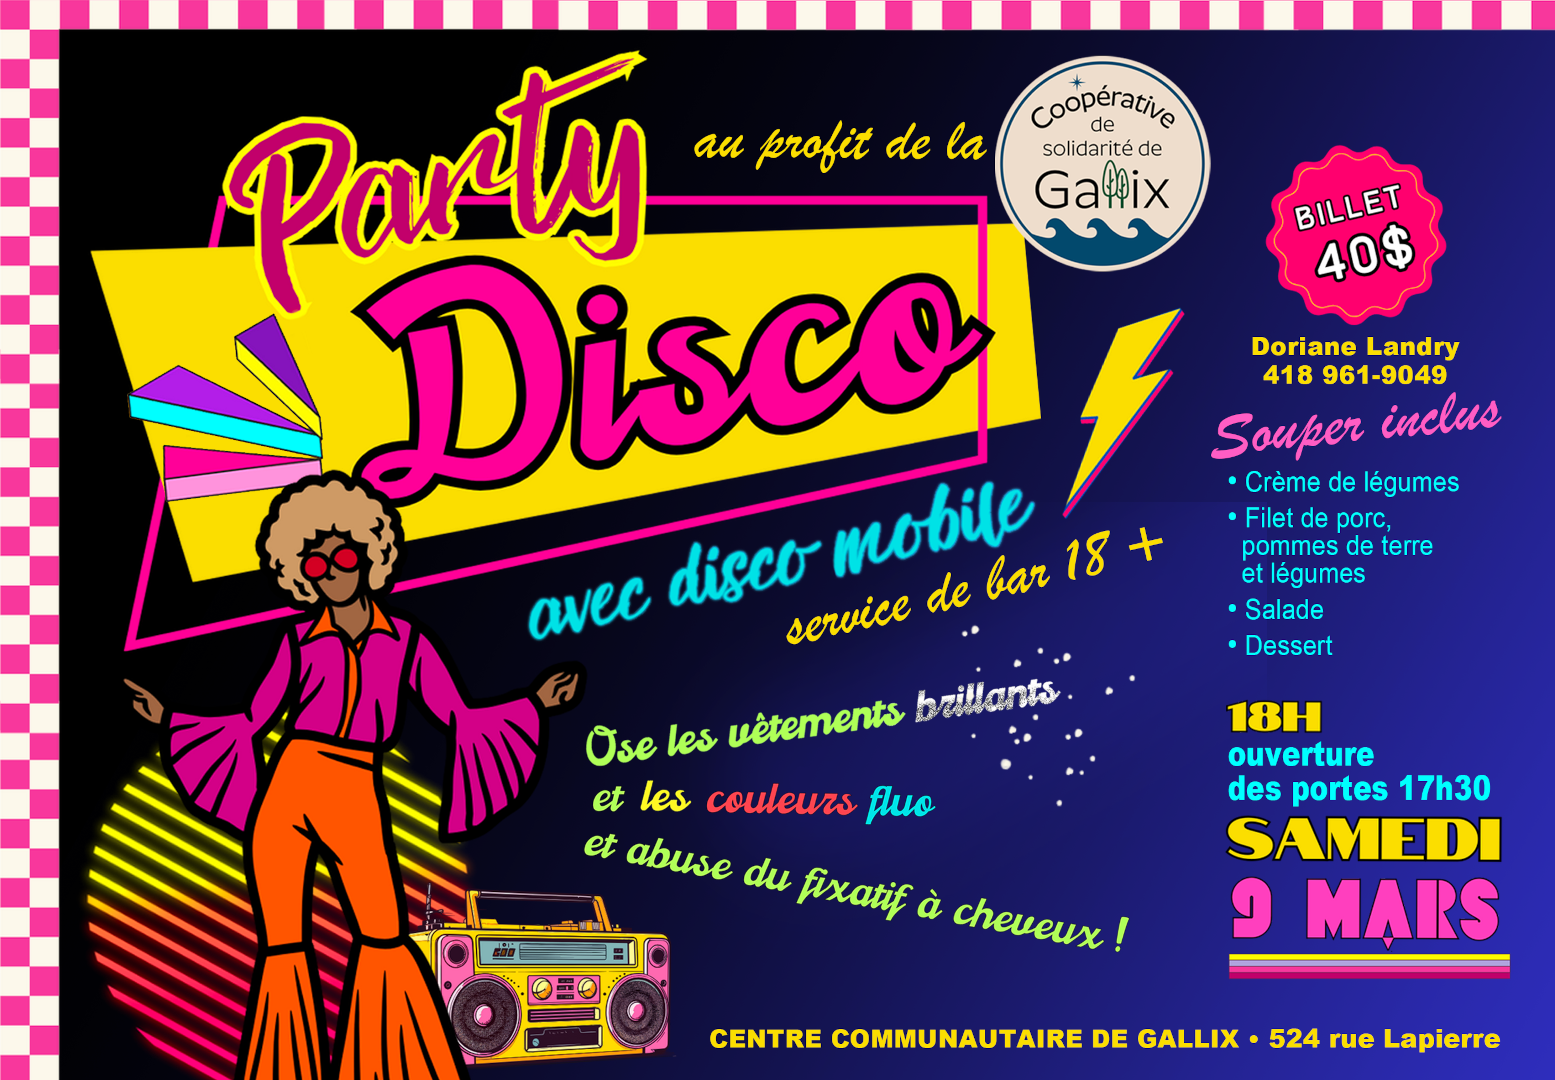 Party
Disco
au profit de la
Coopérative
de
solidarité de
Gallix
BILLET
40$
Doriane Landry
418 961-9049
Souper inclus
• Crème de légumes
• Filet de porc,
pommes de terre
et légumes
• Salade
• Dessert
avec disco mobile
service de bar 18 +
Ose les vêtements brillants
et les couleurs fluo
et abuse du fixatif à cheveux !
18H
ouverture
des portes 17h30
SAMEDI
9 MARS
CENTRE COMMUNAUTAIRE DE GALLIX • 524 rue Lapierre